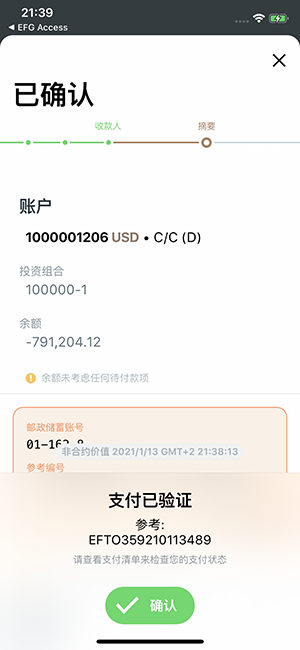 21:39
◀ EFG Access
已确认
收款人
摘要
账户
1000001206 USD • C/C (D)
投资组合
100000-1
余额
-791,204.12
余额未考虑任何待付款项
邮政储蓄账号
01-162-8
非合约价值 2021/1/13 GMT+2 21:38:13
参考编号
支付已验证
参考:
EFTO359210113489
请查看支付清单来检查您的支付状态
确认